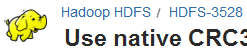 Hadoop HDFS / HDFS-3528
Use native CRC3